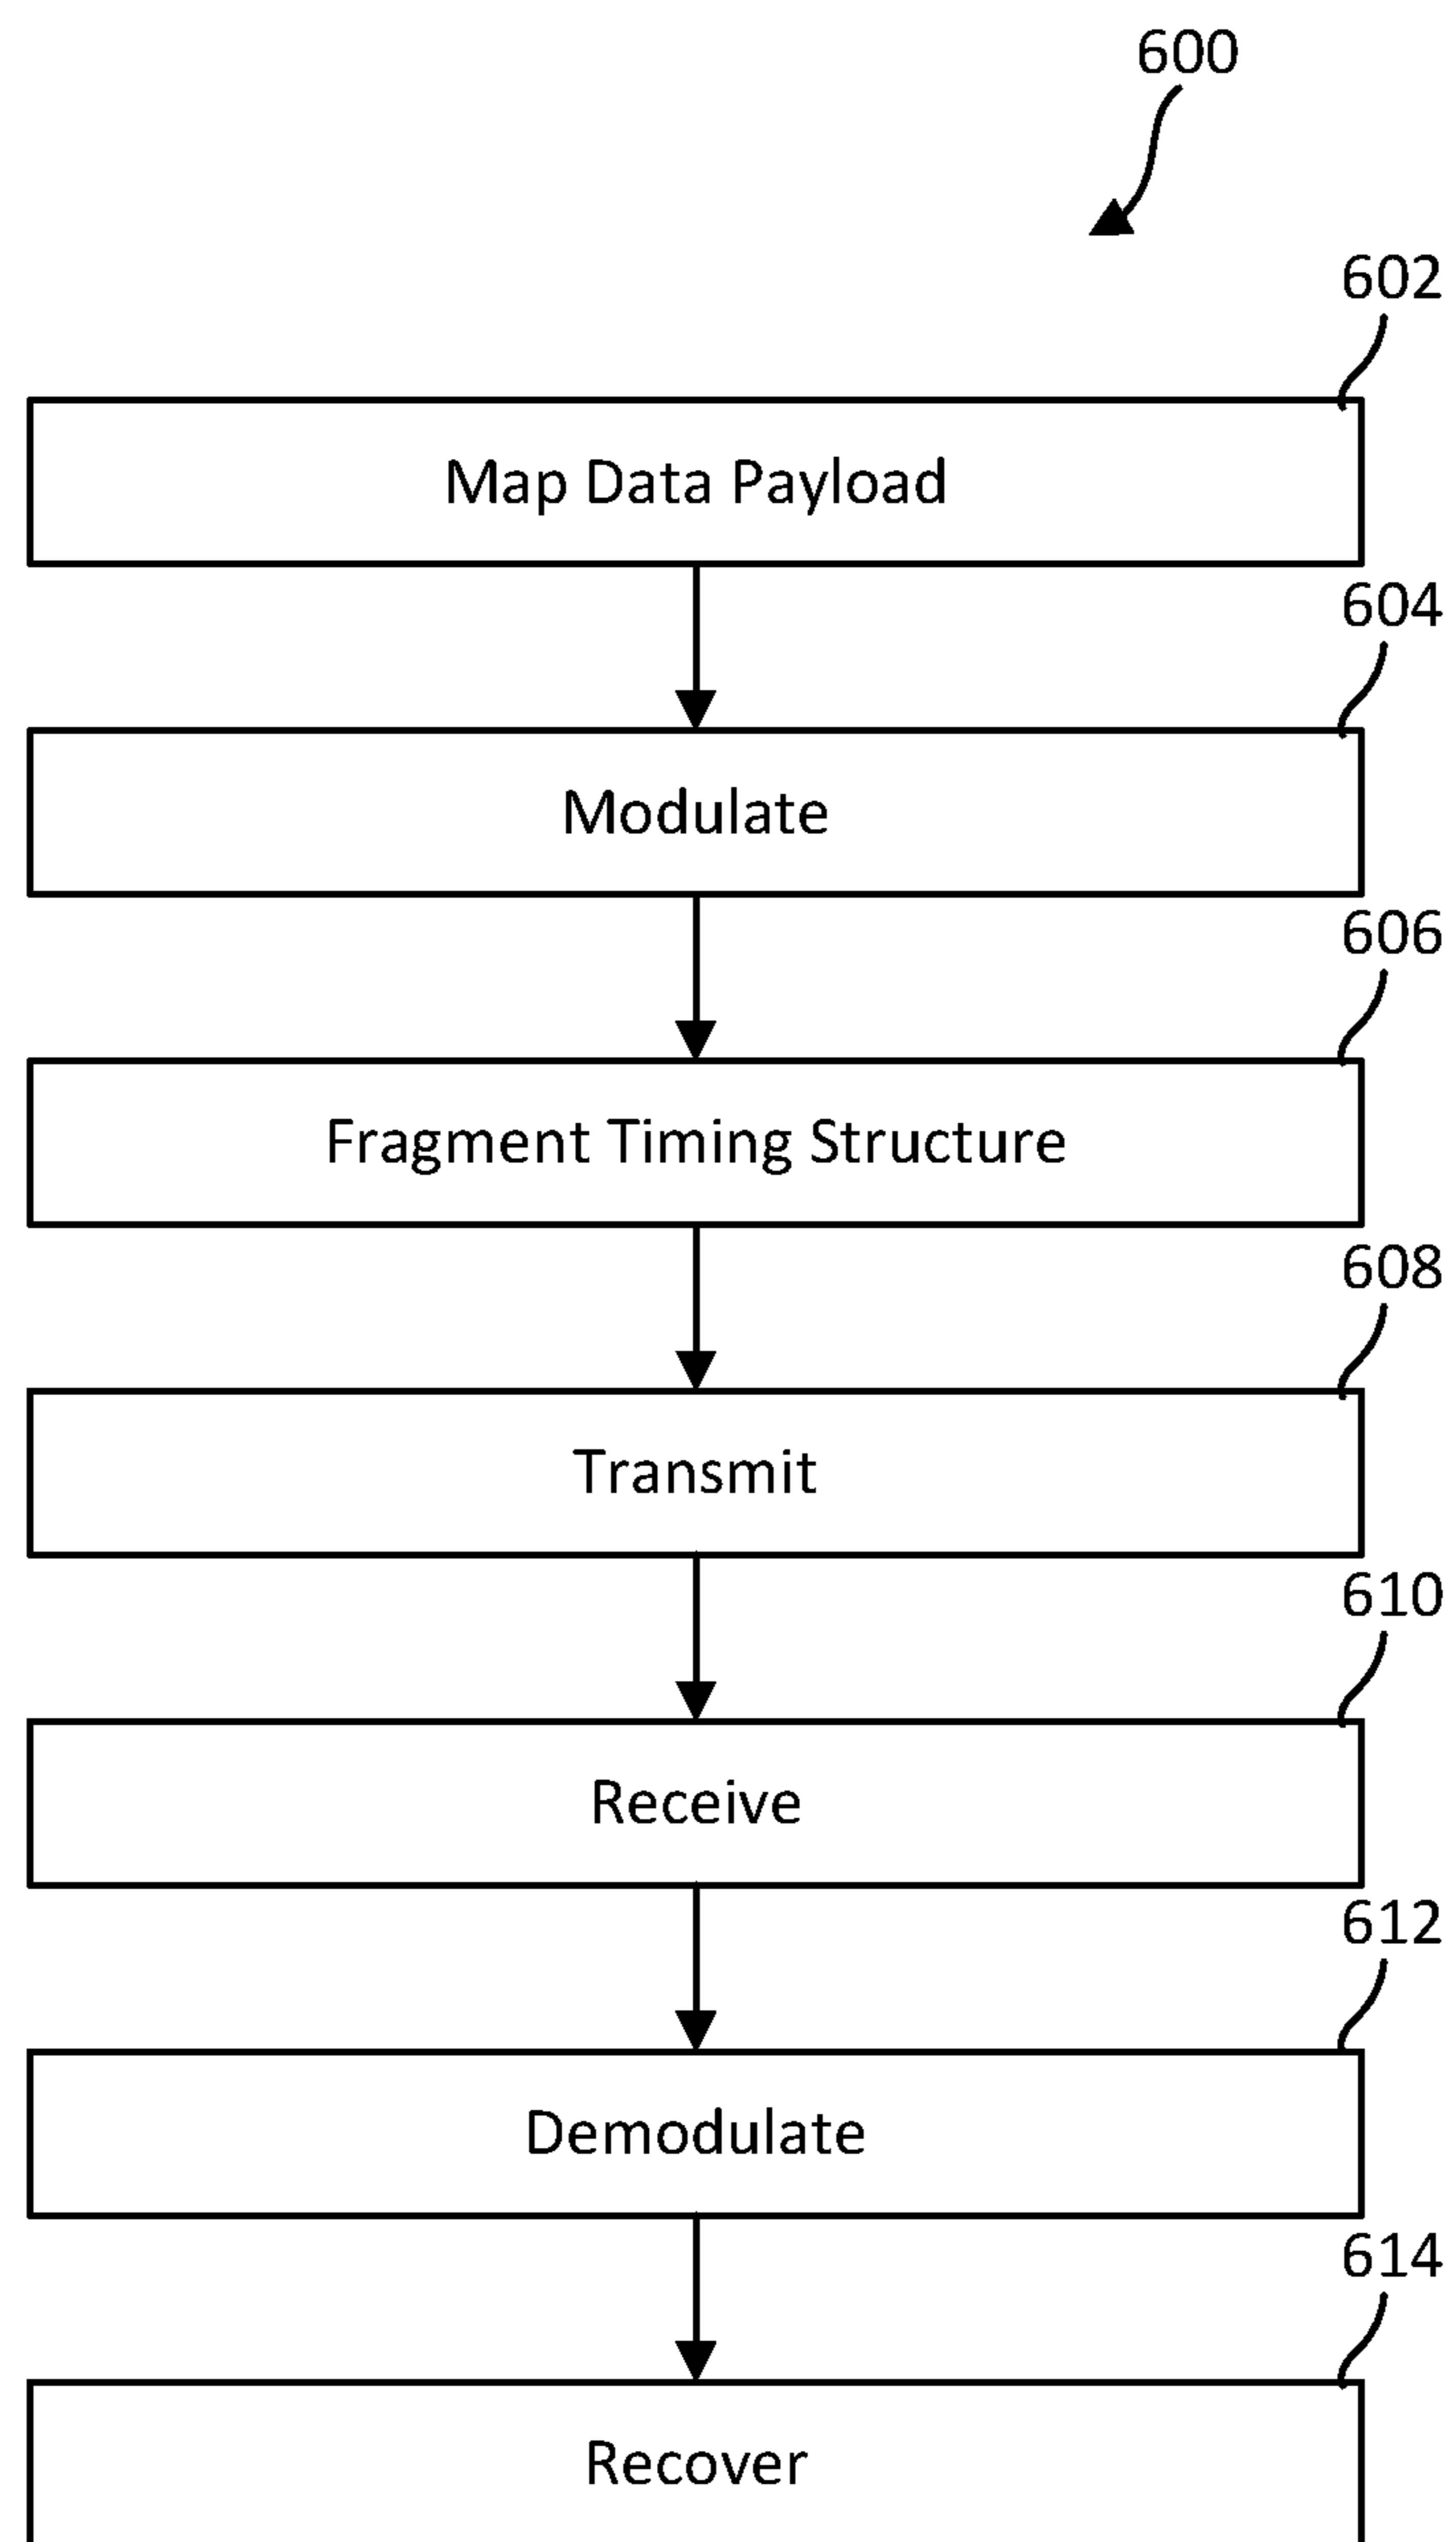 600
602
Map Data Payload
604
Modulate
606
Fragment Timing Structure
608
Transmit
610
Receive
612
Demodulate
614
Recover